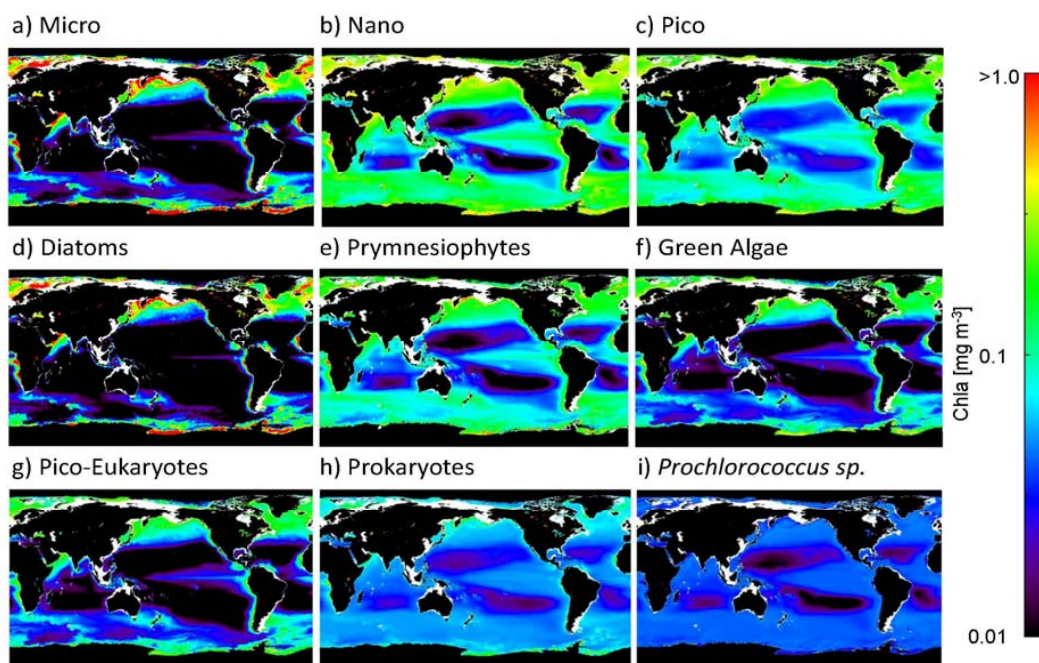 a) Micro
b) Nano
c) Pico
d) Diatoms
e) Prymnesiophytes
f) Green Algae
g) Pico-Eukaryotes
h) Prokaryotes
i) Prochlorococcus sp.
>1.0
0.1
0.01
Chla [mg m⁻³]